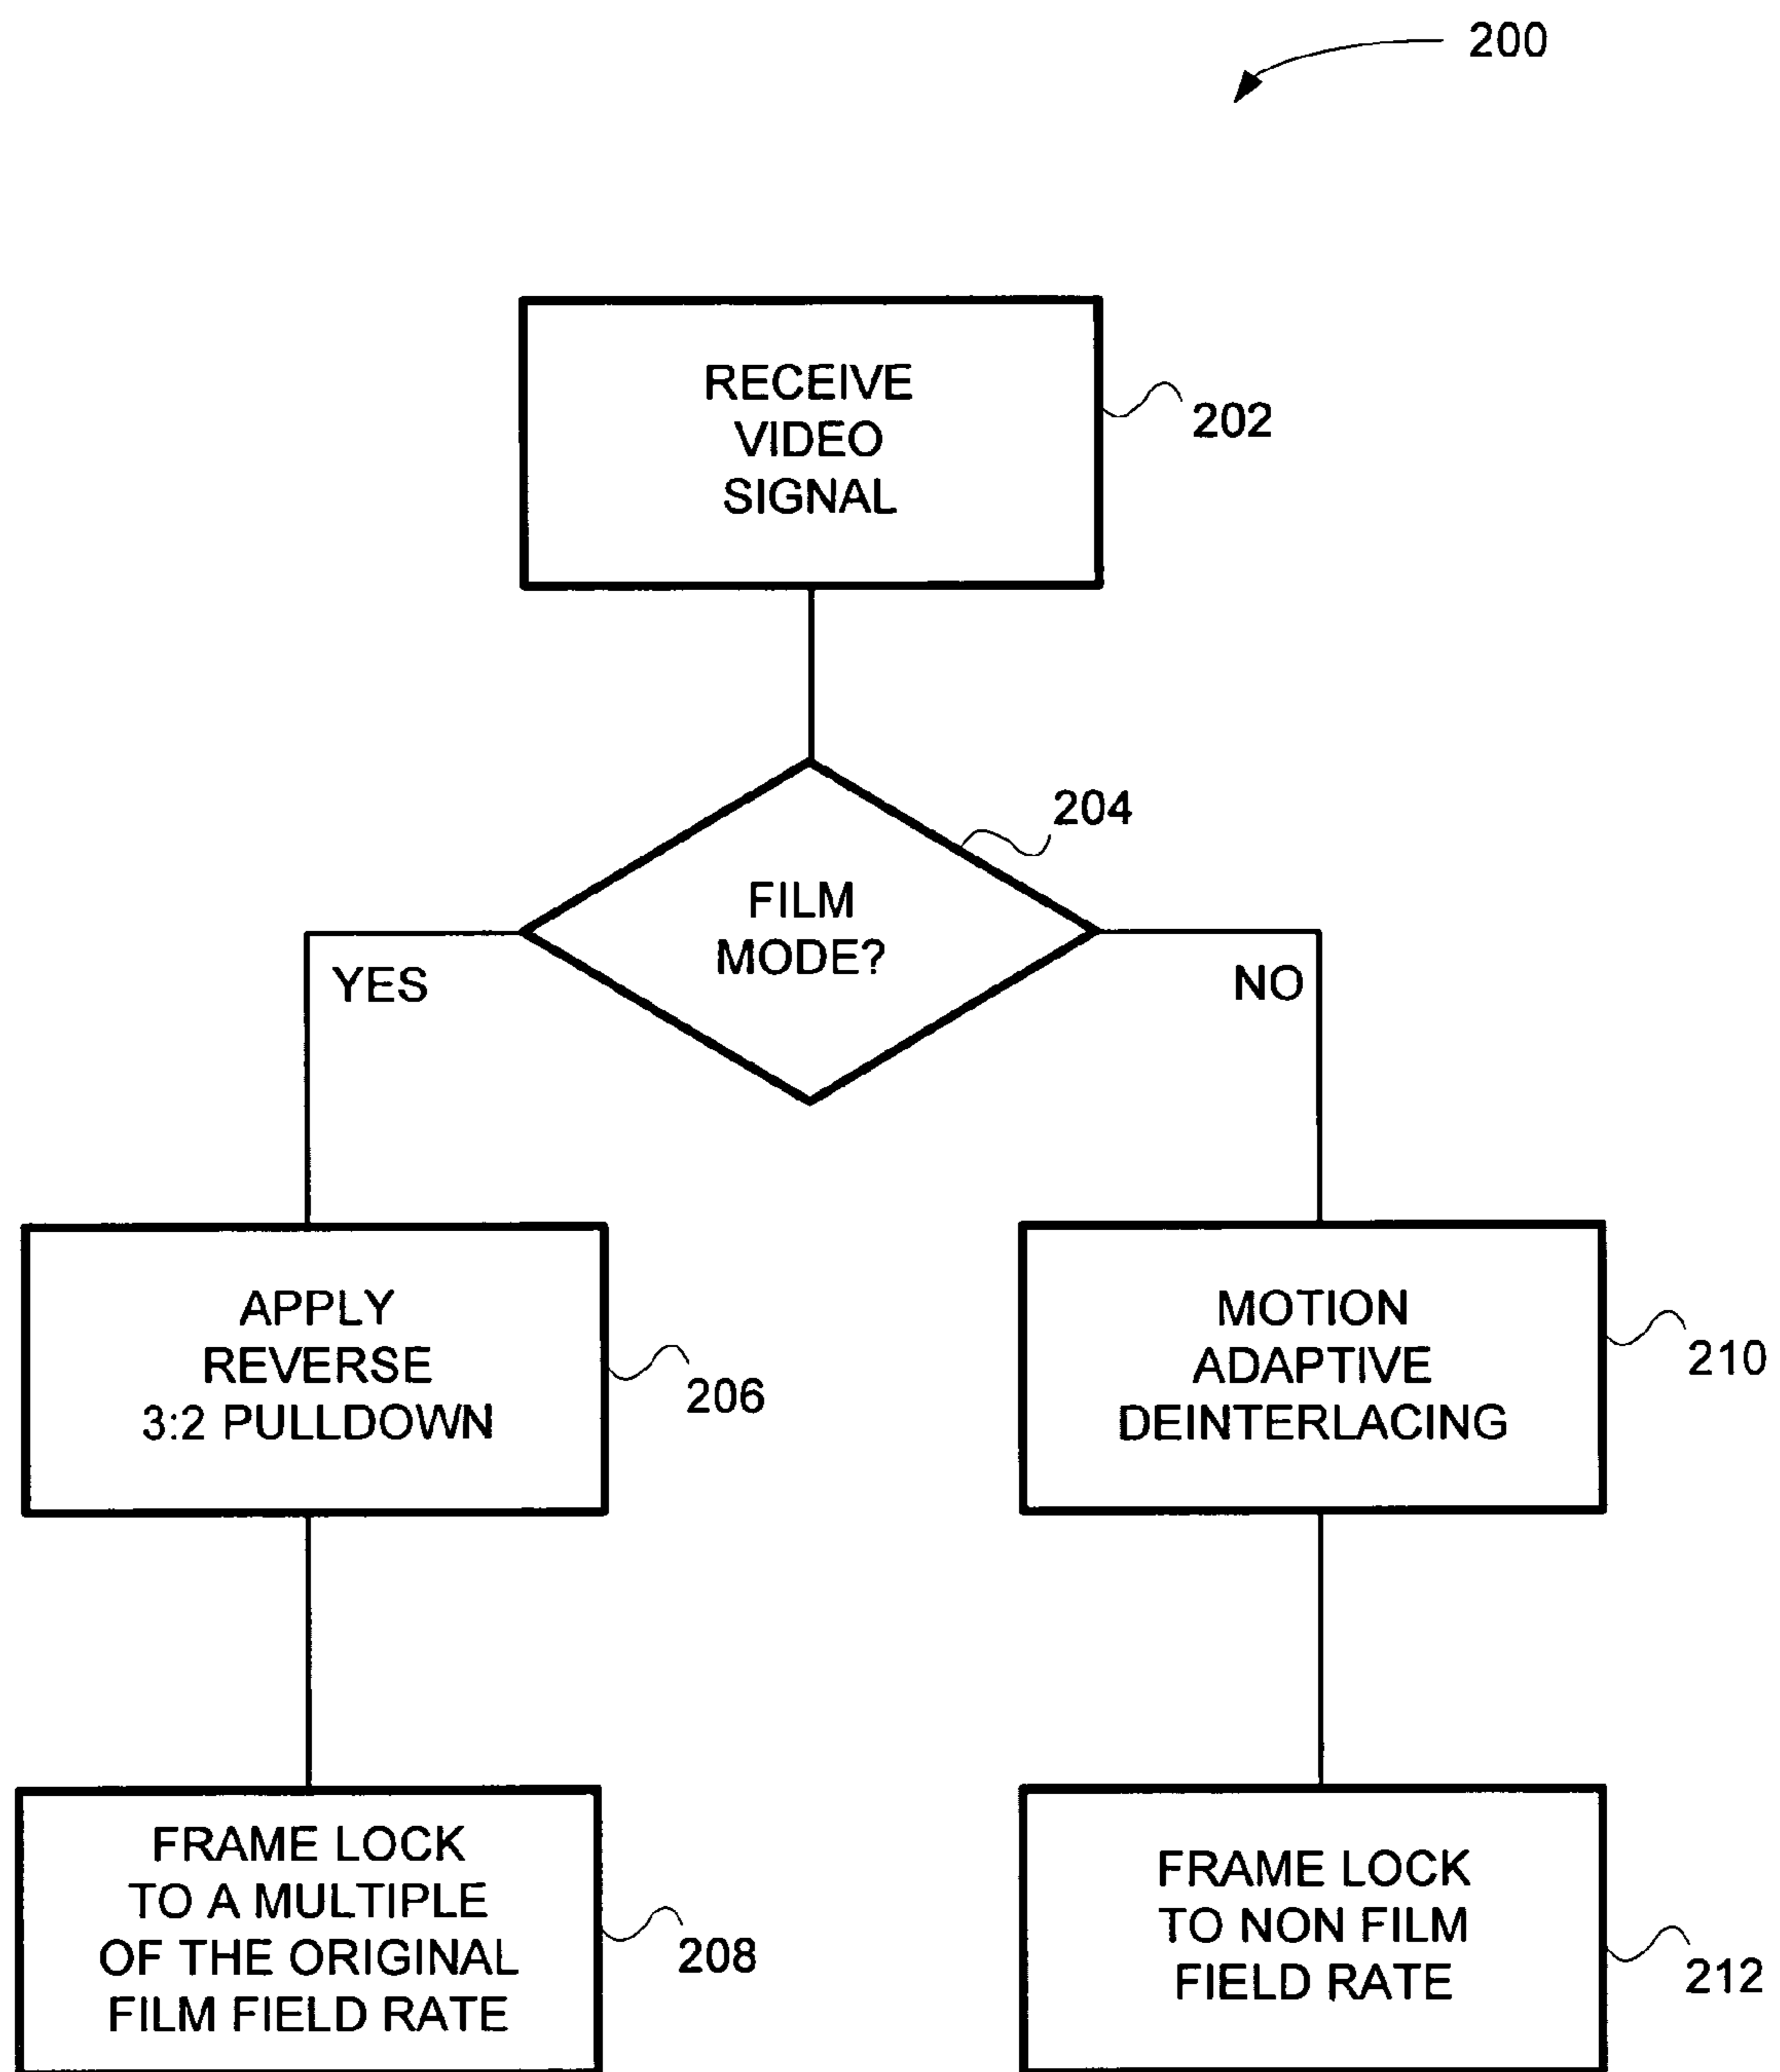 200
RECEIVE
VIDEO
SIGNAL
202
204
FILM
MODE?
YES
NO
APPLY
REVERSE
3:2 PULLDOWN
206
MOTION
ADAPTIVE
DEINTERLACING
210
FRAME LOCK
TO A MULTIPLE
OF THE ORIGINAL
FILM FIELD RATE
208
FRAME LOCK
TO NON FILM
FIELD RATE
212